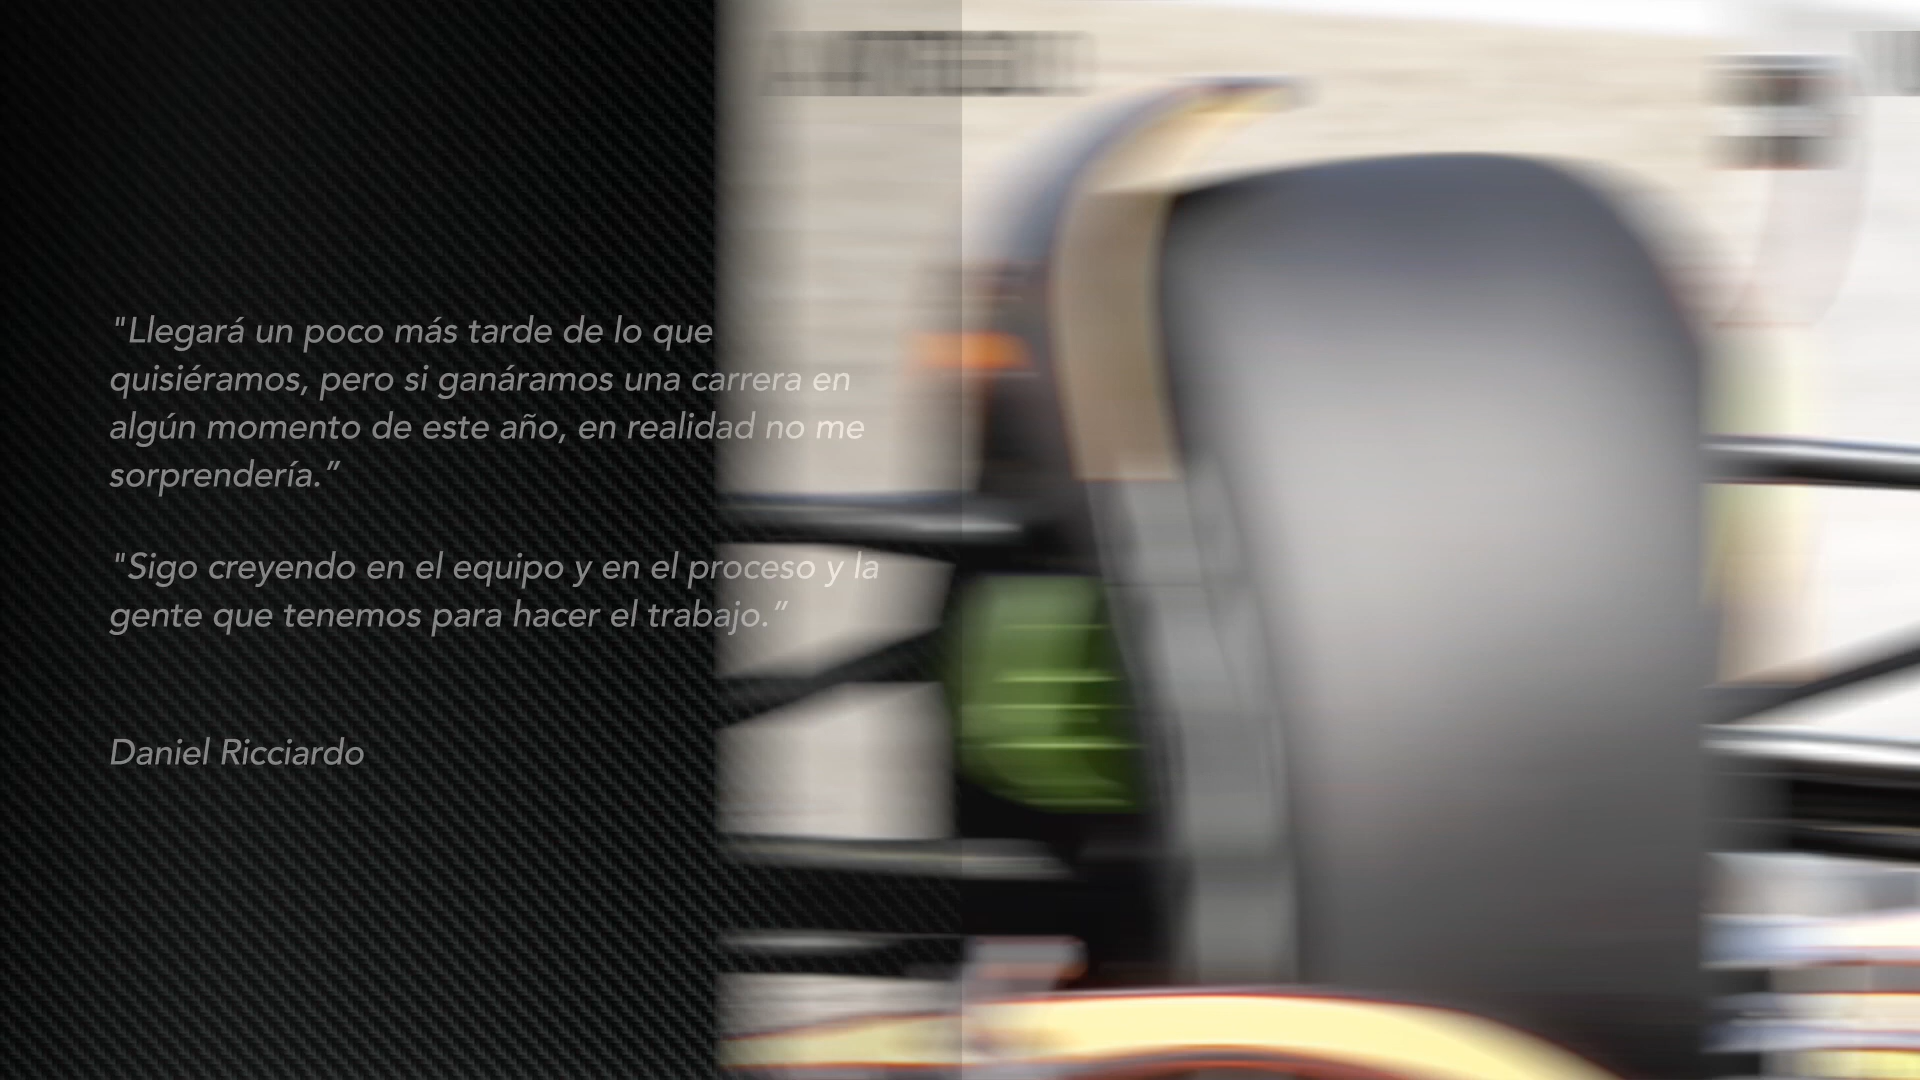 "Llegará un poco más tarde de lo que
quisiéramos, pero si ganáramos una carrera en
algún momento de este año, en realidad no me
sorprendería.”
"Sigo creyendo en el equipo y en el proceso y la
gente que tenemos para hacer el trabajo.”
Daniel Ricciardo